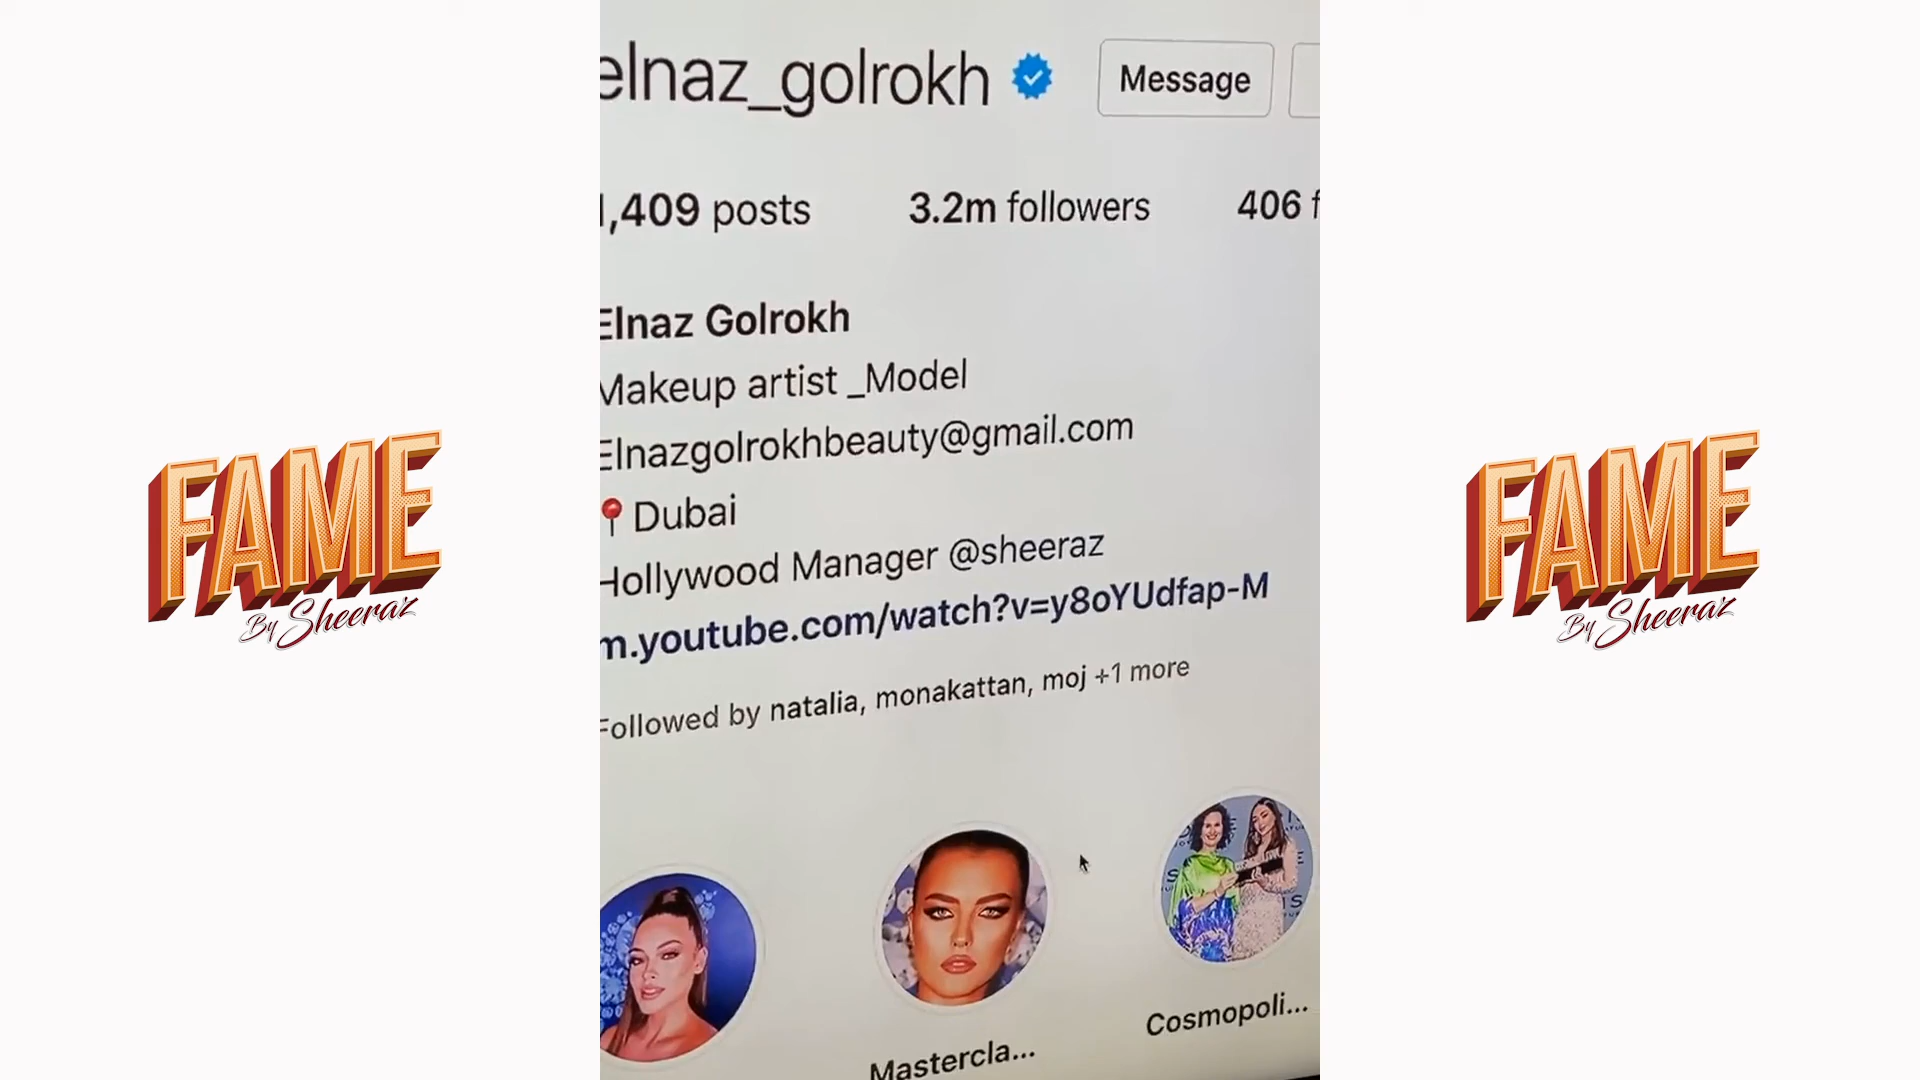 elnaz_golrokh Message
1,409 posts 3.2m followers 406 f
Elnaz Golrokh
Makeup artist _Model
Elnazgolrokhbeauty@gmail.com
📍Dubai
Hollywood Manager @sheeraz
m.youtube.com/watch?v=y8oYUdfap-M
Followed by natalia, monakattan, moj +1 more
Mastercla...
Cosmopoli...
FAME
By Sheeraz
FAME
By Sheeraz